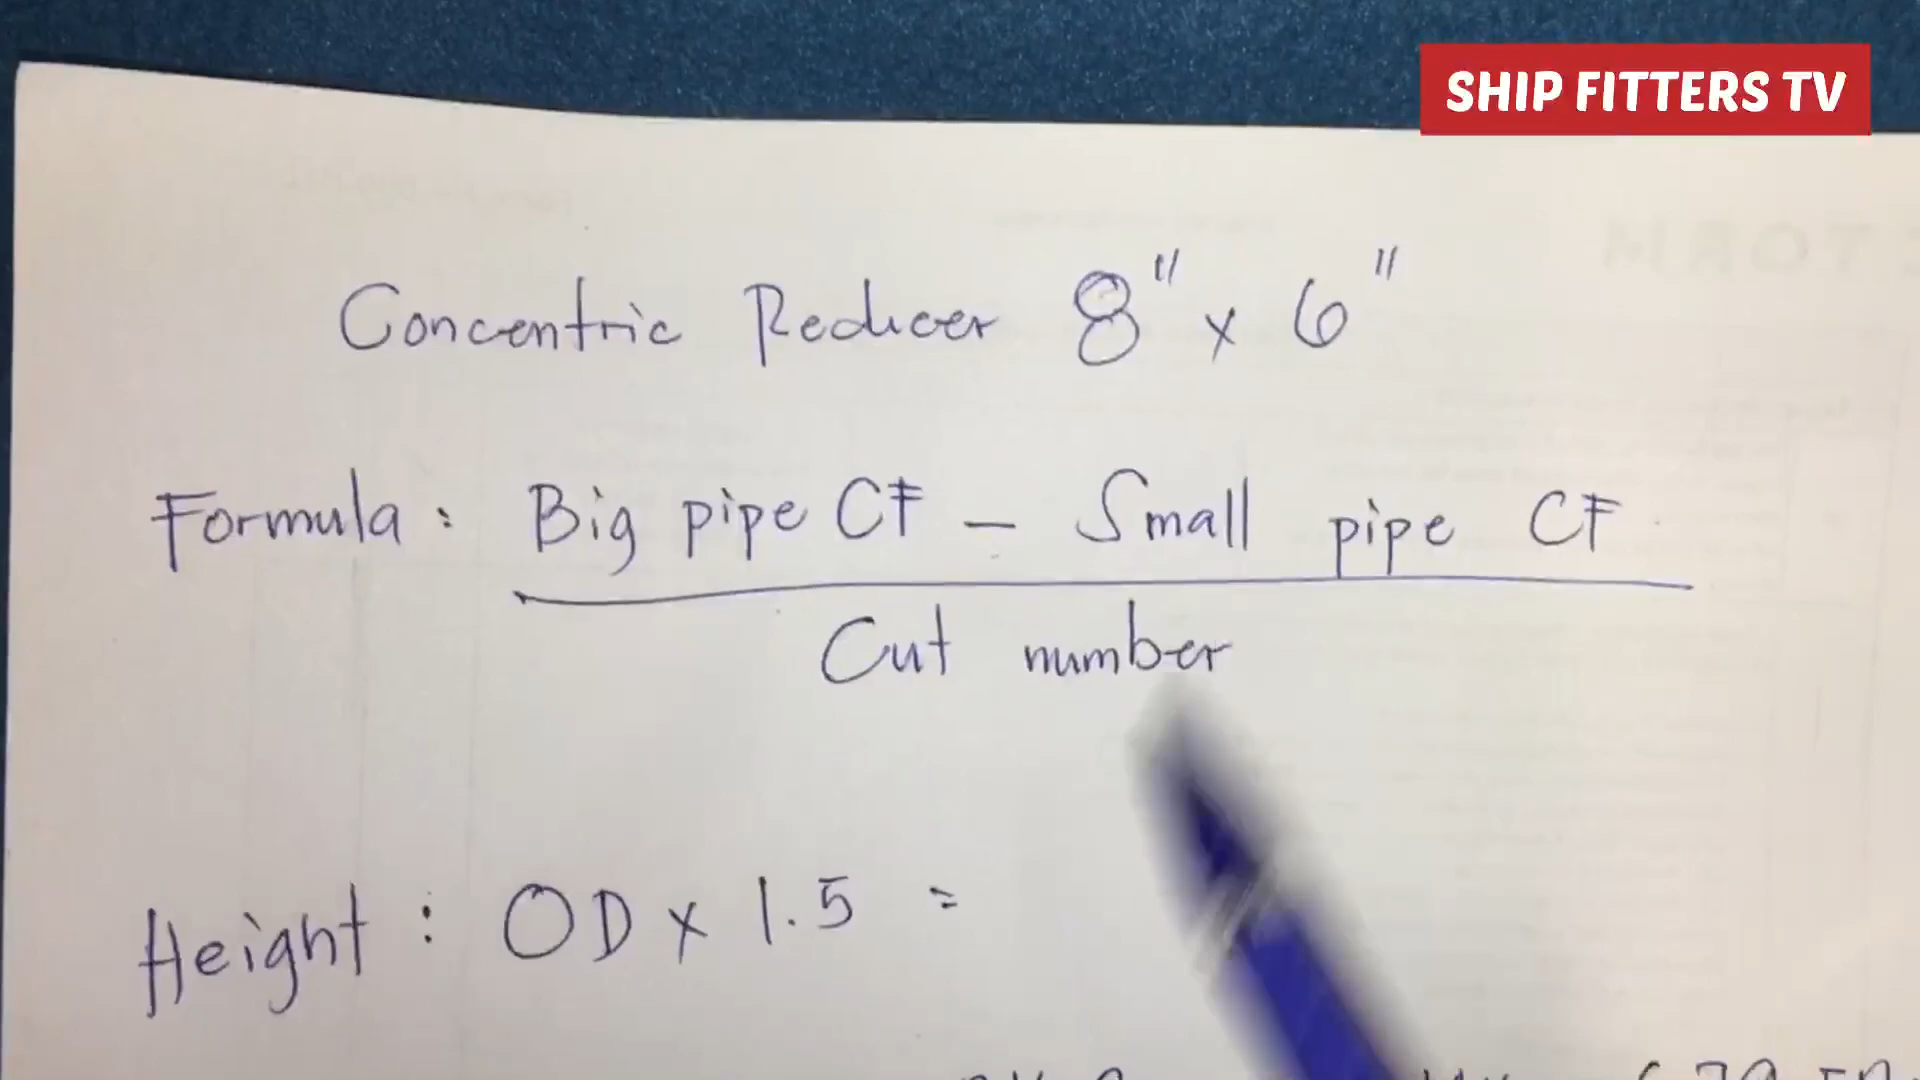 SHIP FITTERS TV
Concentric Reducer 8" x 6"
Formula: Big pipe CF - Small pipe CF
Cut number
Height: OD x 1.5 =